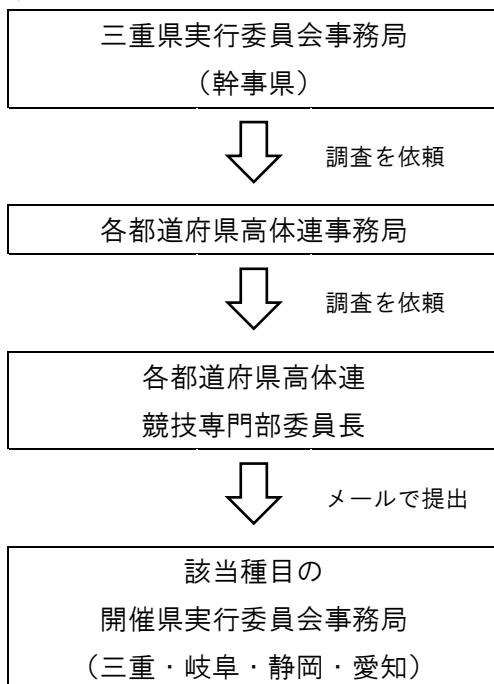 三重県実行委員会事務局
（幹事県）
調査を依頼
各都道府県高体連事務局
調査を依頼
各都道府県高体連
競技専門部委員長
メールで提出
該当種目の
開催県実行委員会事務局
（三重・岐阜・静岡・愛知）